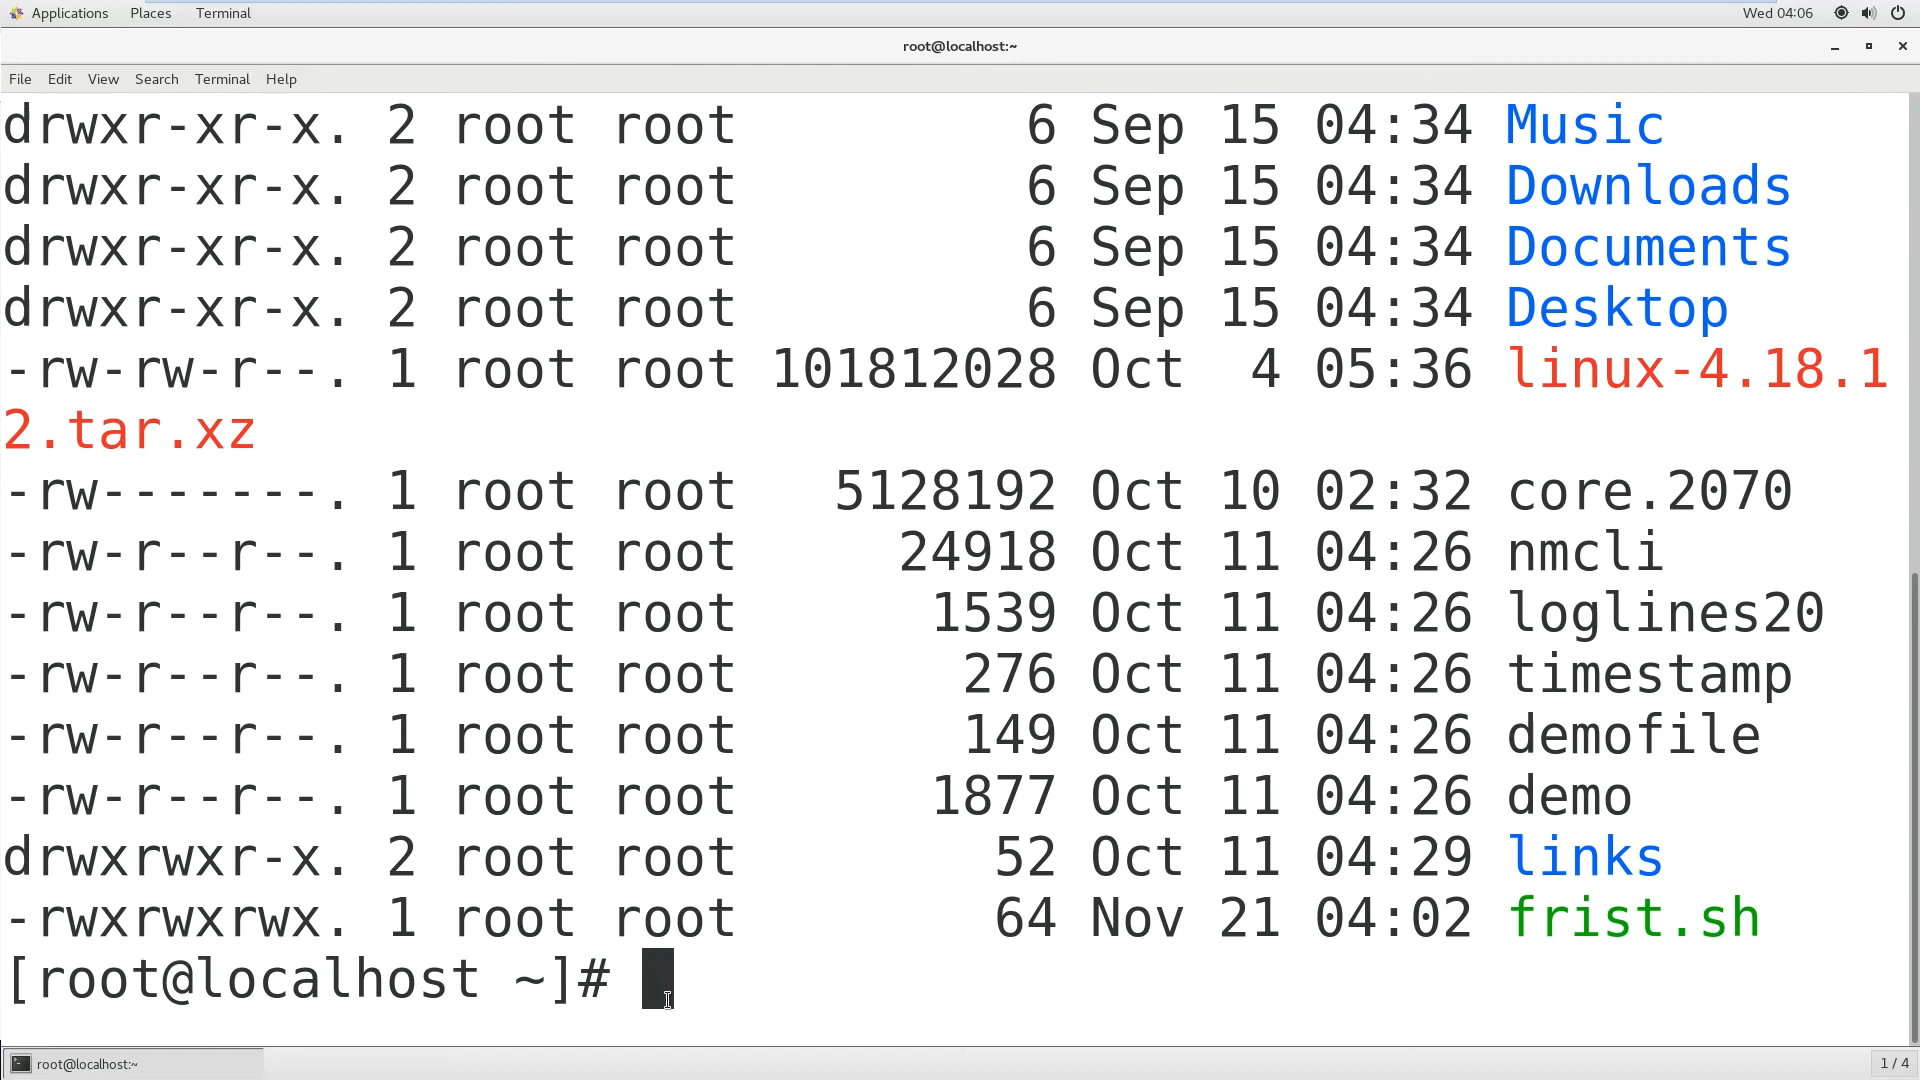 Applications Places Terminal Wed 04:06
root@localhost:~
File Edit View Search Terminal Help
drwxr-xr-x. 2 root root 6 Sep 15 04:34 Music
drwxr-xr-x. 2 root root 6 Sep 15 04:34 Downloads
drwxr-xr-x. 2 root root 6 Sep 15 04:34 Documents
drwxr-xr-x. 2 root root 6 Sep 15 04:34 Desktop
-rw-rw-r--. 1 root root 101812028 Oct 4 05:36 linux-4.18.1
2.tar.xz
-rw-------. 1 root root 5128192 Oct 10 02:32 core.2070
-rw-r--r--. 1 root root 24918 Oct 11 04:26 nmcli
-rw-r--r--. 1 root root 1539 Oct 11 04:26 loglines20
-rw-r--r--. 1 root root 276 Oct 11 04:26 timestamp
-rw-r--r--. 1 root root 149 Oct 11 04:26 demofile
-rw-r--r--. 1 root root 1877 Oct 11 04:26 demo
drwxrwxr-x. 2 root root 52 Oct 11 04:29 links
-rwxrwxrwx. 1 root root 64 Nov 21 04:02 frist.sh
[root@localhost ~]#
root@localhost:~ 1 / 4